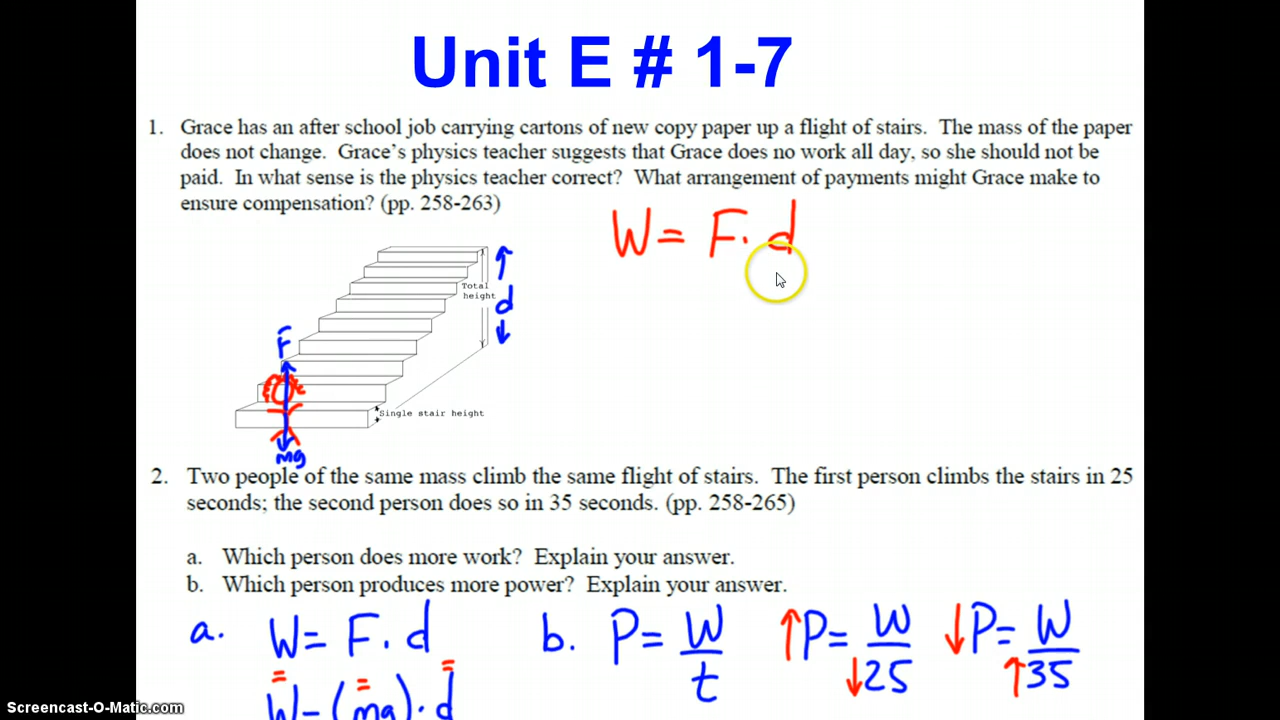 Unit E # 1-7
1. Grace has an after school job carrying cartons of new copy paper up a flight of stairs. The mass of the paper
does not change. Grace's physics teacher suggests that Grace does no work all day, so she should not be
paid. In what sense is the physics teacher correct? What arrangement of payments might Grace make to
ensure compensation? (pp. 258-263)
W = F · d
Total
height
d
F
Single stair height
mg
2. Two people of the same mass climb the same flight of stairs. The first person climbs the stairs in 25
seconds; the second person does so in 35 seconds. (pp. 258-265)
a. Which person does more work? Explain your answer.
b. Which person produces more power? Explain your answer.
a. W = F · d b. P = W/t ↑P = W/↓25 ↓P = W/↑35
W = (mg) · d
Screencast-O-Matic.com